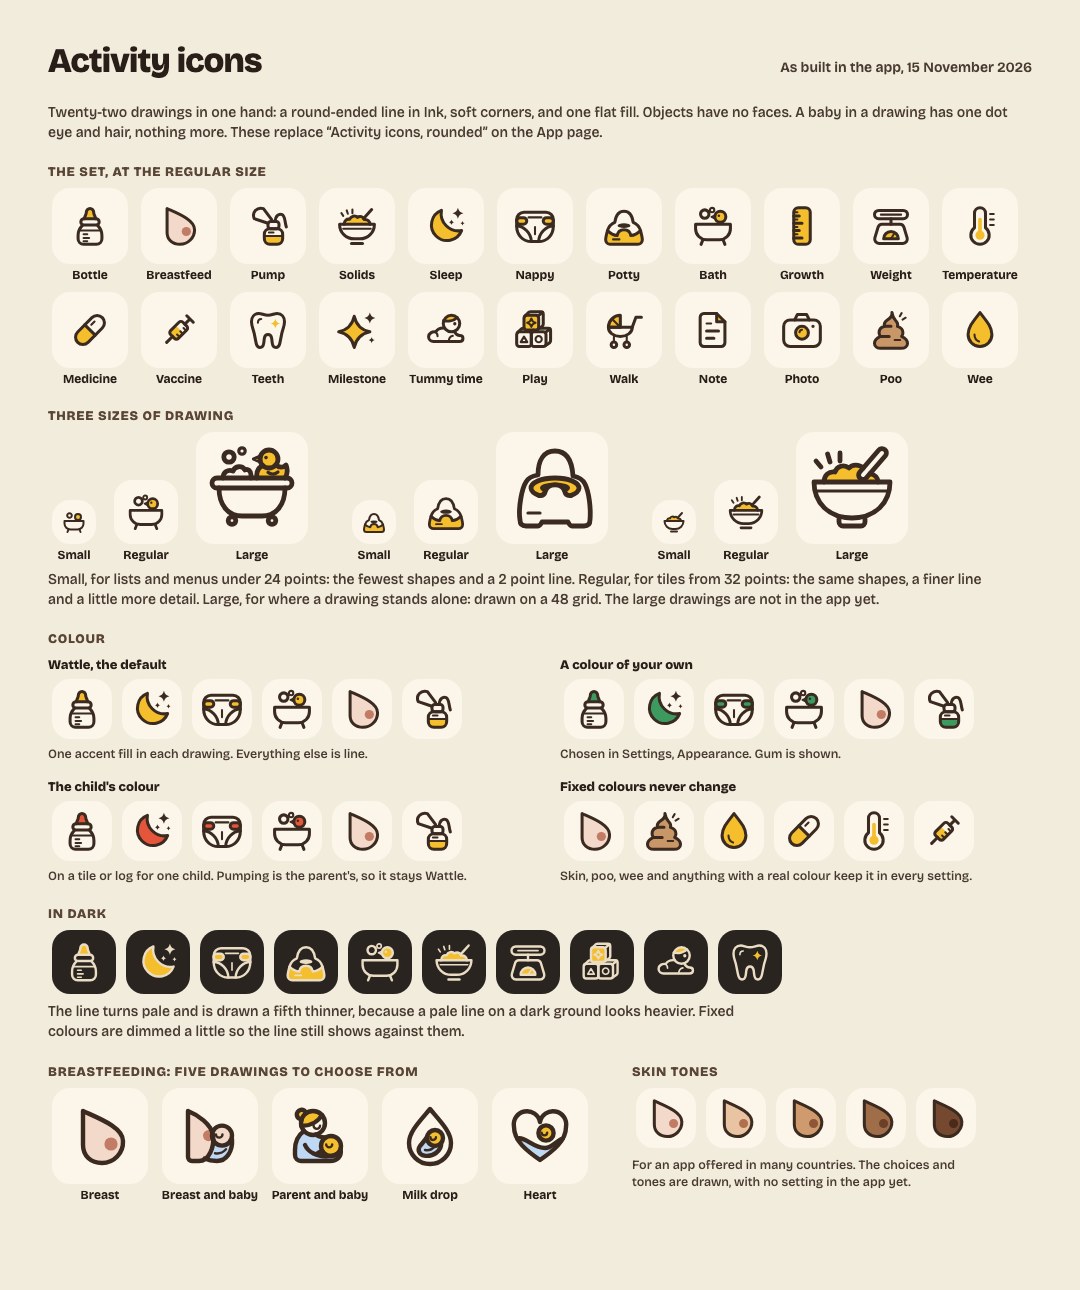 Activity icons
As built in the app, 15 November 2026
Twenty-two drawings in one hand: a round-ended line in Ink, soft corners, and one flat fill. Objects have no faces. A baby in a drawing has one dot
eye and hair, nothing more. These replace “Activity icons, rounded” on the App page.
THE SET, AT THE REGULAR SIZE
Bottle
Breastfeed
Pump
Solids
Sleep
Nappy
Potty
Bath
Growth
Weight
Temperature
Medicine
Vaccine
Teeth
Milestone
Tummy time
Play
Walk
Note
Photo
Poo
Wee
THREE SIZES OF DRAWING
Small
Regular
Large
Small
Regular
Large
Small
Regular
Large
Small, for lists and menus under 24 points: the fewest shapes and a 2 point line. Regular, for tiles from 32 points: the same shapes, a finer line
and a little more detail. Large, for where a drawing stands alone: drawn on a 48 grid. The large drawings are not in the app yet.
COLOUR
Wattle, the default
One accent fill in each drawing. Everything else is line.
A colour of your own
Chosen in Settings, Appearance. Gum is shown.
The child's colour
On a tile or log for one child. Pumping is the parent's, so it stays Wattle.
Fixed colours never change
Skin, poo, wee and anything with a real colour keep it in every setting.
IN DARK
The line turns pale and is drawn a fifth thinner, because a pale line on a dark ground looks heavier. Fixed
colours are dimmed a little so the line still shows against them.
BREASTFEEDING: FIVE DRAWINGS TO CHOOSE FROM
Breast
Breast and baby
Parent and baby
Milk drop
Heart
SKIN TONES
For an app offered in many countries. The choices and
tones are drawn, with no setting in the app yet.